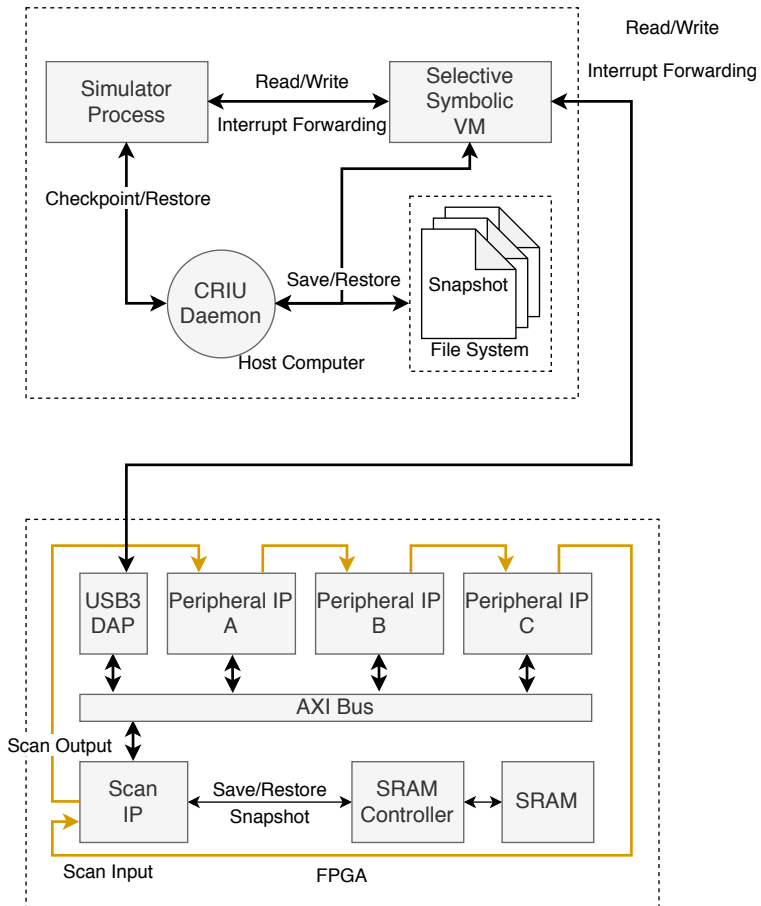 Read/Write
Interrupt Forwarding
Simulator
Process
Read/Write
Interrupt Forwarding
Selective
Symbolic
VM
Checkpoint/Restore
CRIU
Daemon
Save/Restore
Snapshot
File System
Host Computer
USB3
DAP
Peripheral IP
A
Peripheral IP
B
Peripheral IP
C
AXI Bus
Scan Output
Scan
IP
Save/Restore
Snapshot
SRAM
Controller
SRAM
Scan Input
FPGA